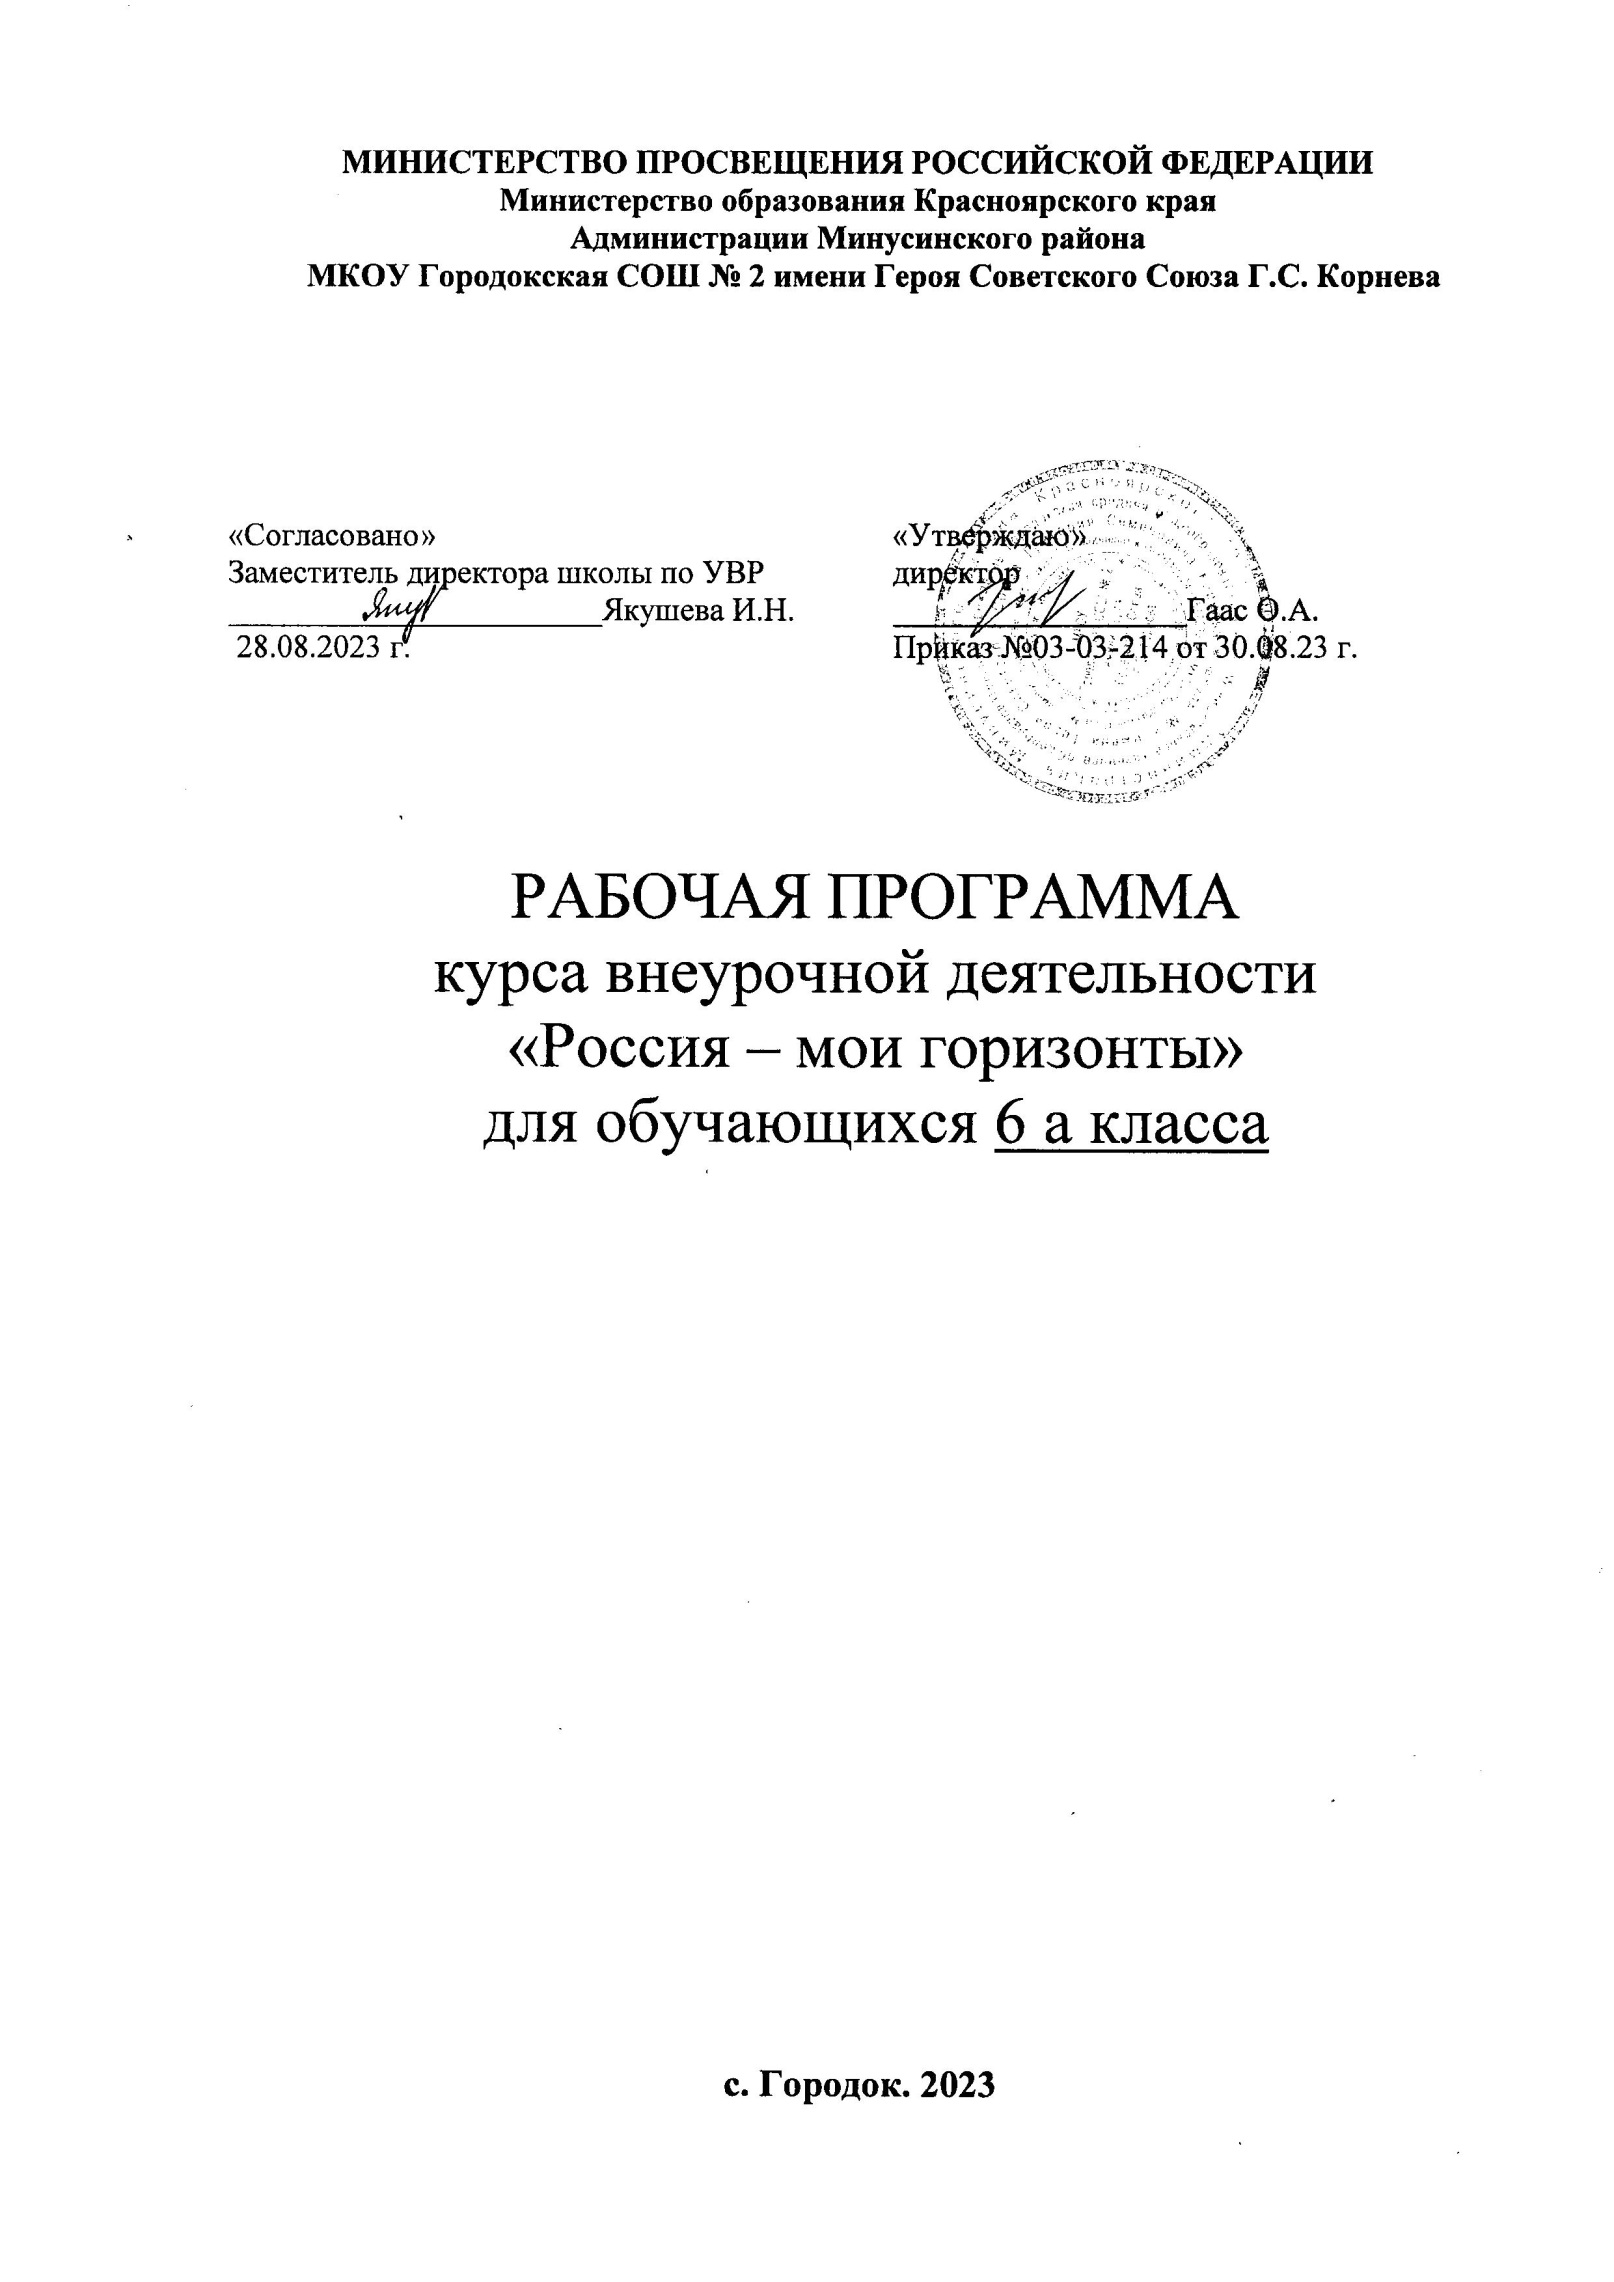 МИНИСТЕРСТВО ПРОСВЕЩЕНИЯ РОССИЙСКОЙ ФЕДЕРАЦИИ
Министерство образования Красноярского края
Администрации Минусинского района
МКОУ Городокская СОШ № 2 имени Героя Советского Союза Г.С. Корнева
«Согласовано»
Заместитель директора школы по УВР
Якушева И.Н.
28.08.2023 г.
«Утверждаю»
директор
Гаас О.А.
Приказ №03-03-214 от 30.08.23 г.
РАБОЧАЯ ПРОГРАММА
курса внеурочной деятельности
«Россия – мои горизонты»
для обучающихся 6 а класса
с. Городок. 2023